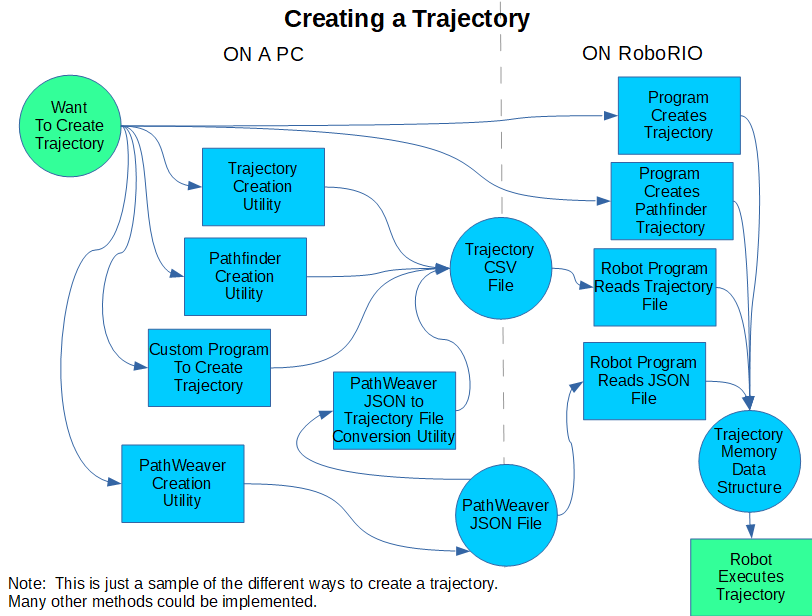 Creating a Trajectory
ON A PC
ON RoboRIO
Want
To Create
Trajectory
Program
Creates
Trajectory
Trajectory
Creation
Utility
Program
Creates
Pathfinder
Trajectory
Pathfinder
Creation
Utility
Trajectory
CSV
File
Robot Program
Reads Trajectory
File
Custom Program
To Create
Trajectory
PathWeaver
JSON to
Trajectory File
Conversion Utility
Robot Program
Reads JSON
File
PathWeaver
Creation
Utility
PathWeaver
JSON File
Trajectory
Memory
Data
Structure
Robot
Executes
Trajectory
Note:  This is just a sample of the different ways to create a trajectory.
Many other methods could be implemented.